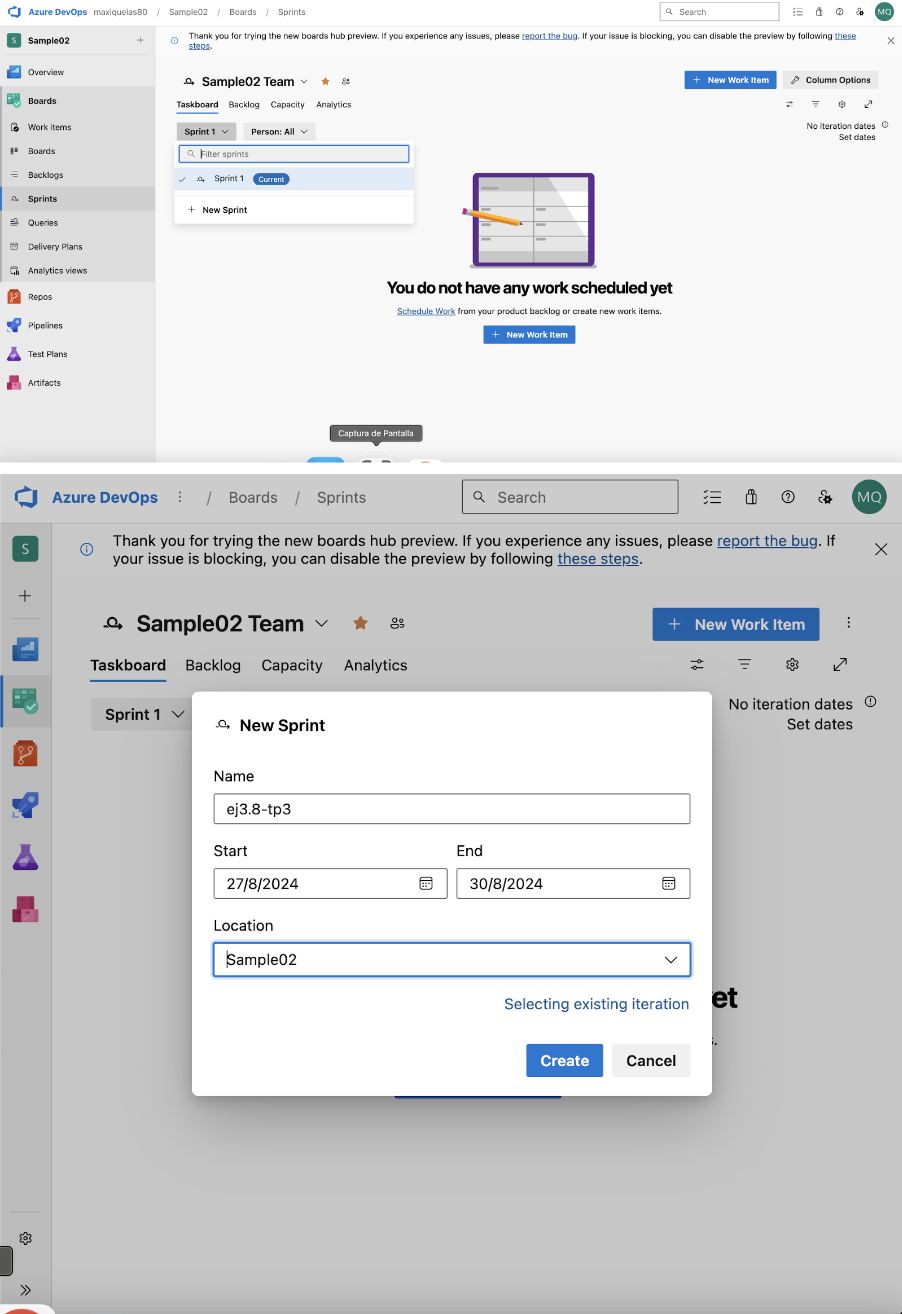 Azure DevOps maxiquelas80 / Sample02 / Boards / Sprints Search MQ
S Sample02 +
Thank you for trying the new boards hub preview. If you experience any issues, please report the bug. If your issue is blocking, you can disable the preview by following these
steps.
Overview
Boards
Work items
Boards
Backlogs
Sprints
Queries
Delivery Plans
Analytics views
Repos
Pipelines
Test Plans
Artifacts
Sample02 Team
+ New Work Item
Column Options
Taskboard Backlog Capacity Analytics
Sprint 1 Person: All
No iteration dates
Set dates
Filter sprints
Sprint 1 Current
+ New Sprint
You do not have any work scheduled yet
Schedule Work from your product backlog or create new work items.
+ New Work Item
Captura de Pantalla
Azure DevOps / Boards / Sprints Search MQ
S
Thank you for trying the new boards hub preview. If you experience any issues, please report the bug. If
your issue is blocking, you can disable the preview by following these steps.
Sample02 Team
+ New Work Item
Taskboard Backlog Capacity Analytics
Sprint 1
No iteration dates
Set dates
New Sprint
Name
ej3.8-tp3
Start End
27/8/2024 30/8/2024
Location
Sample02
Selecting existing iteration
et
s.
Create Cancel